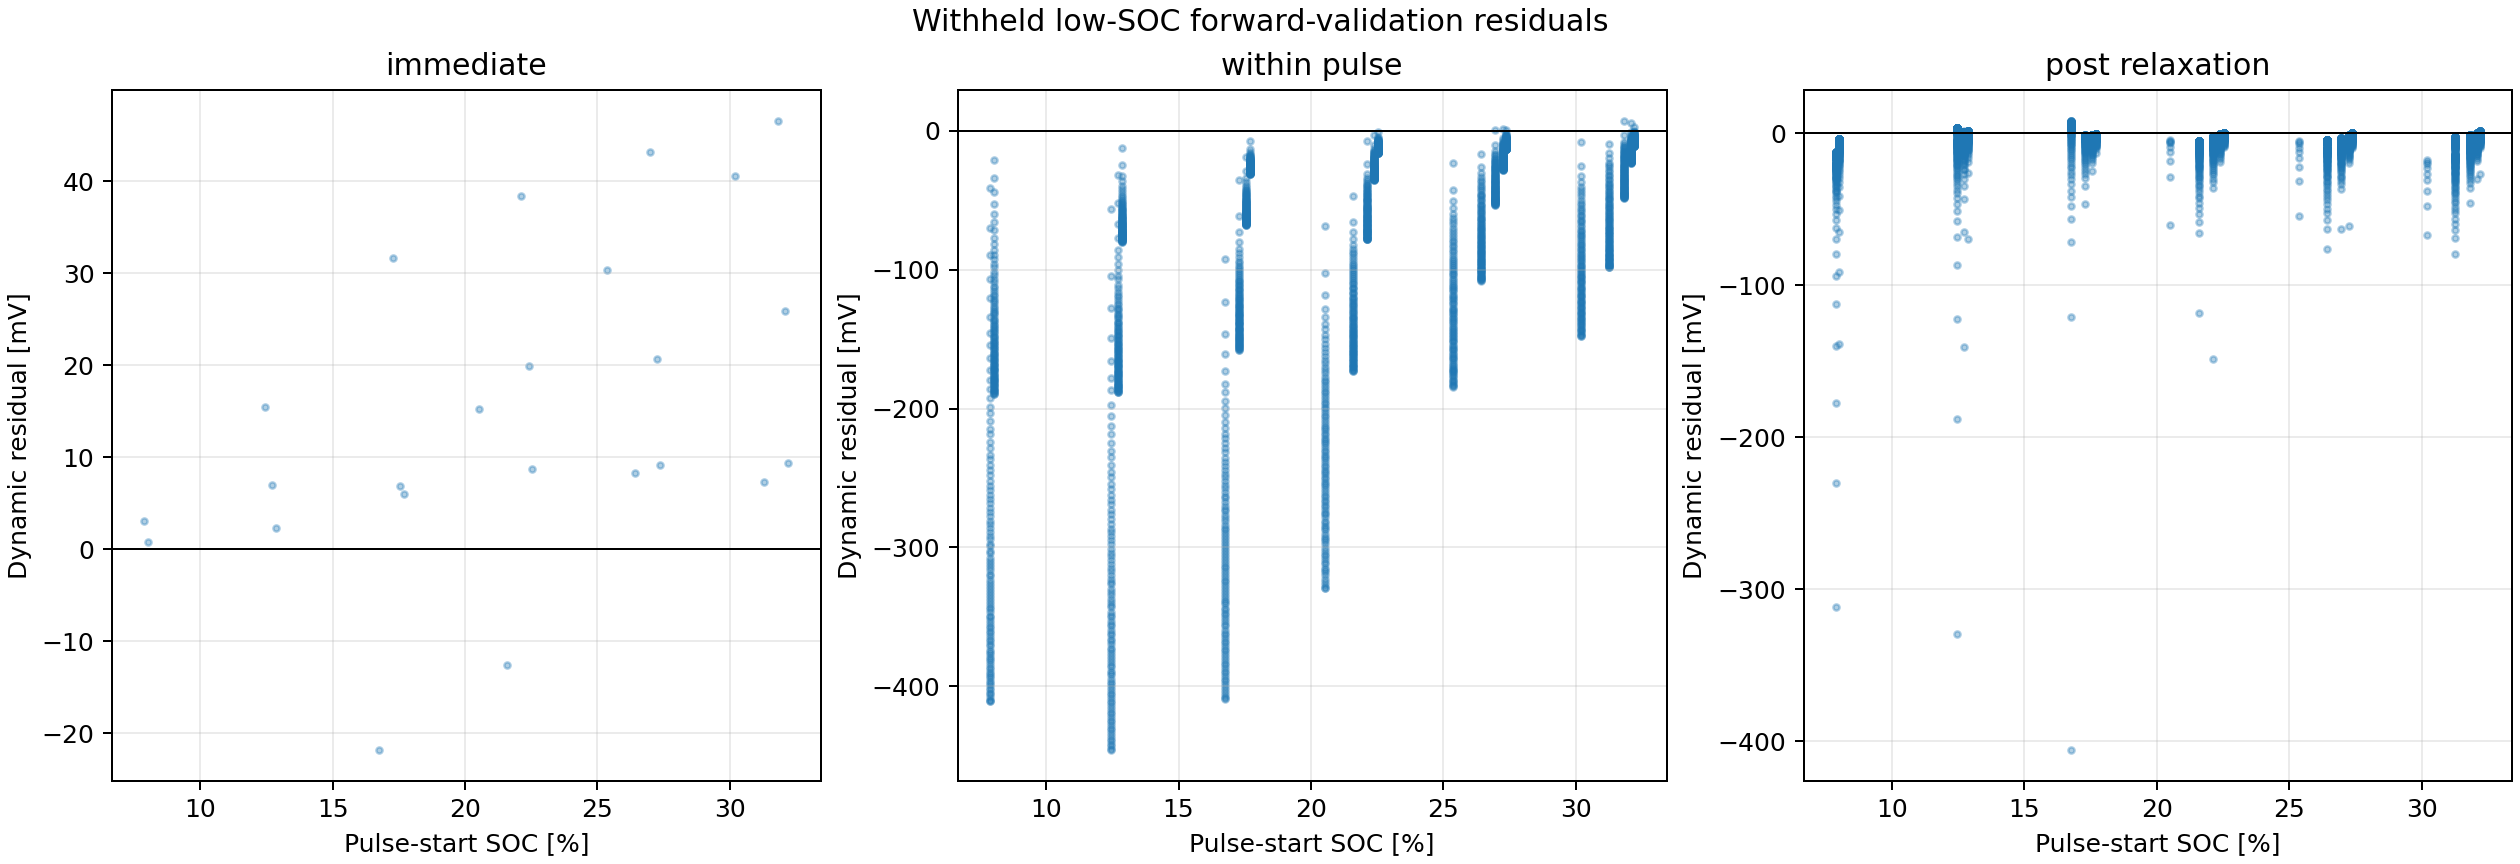 Withheld low-SOC forward-validation residuals
immediate
Dynamic residual [mV]
40
30
20
10
0
−10
−20
10 15 20 25 30
Pulse-start SOC [%]
within pulse
Dynamic residual [mV]
0
−100
−200
−300
−400
10 15 20 25 30
Pulse-start SOC [%]
post relaxation
Dynamic residual [mV]
0
−100
−200
−300
−400
10 15 20 25 30
Pulse-start SOC [%]